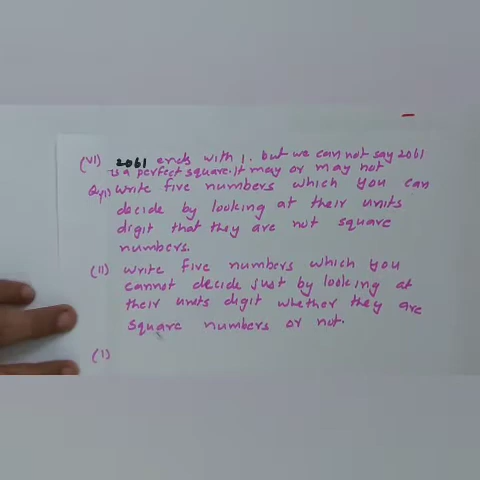 (VI) 2061 ends with 1. but we can not say 2061
is a perfect square. it may or may not
Q(I) write five numbers which you can
decide by looking at their units
digit that they are not square
numbers.
(II) Write five numbers which you
cannot decide just by looking at
their units digit whether they are
square numbers or not.
(I)